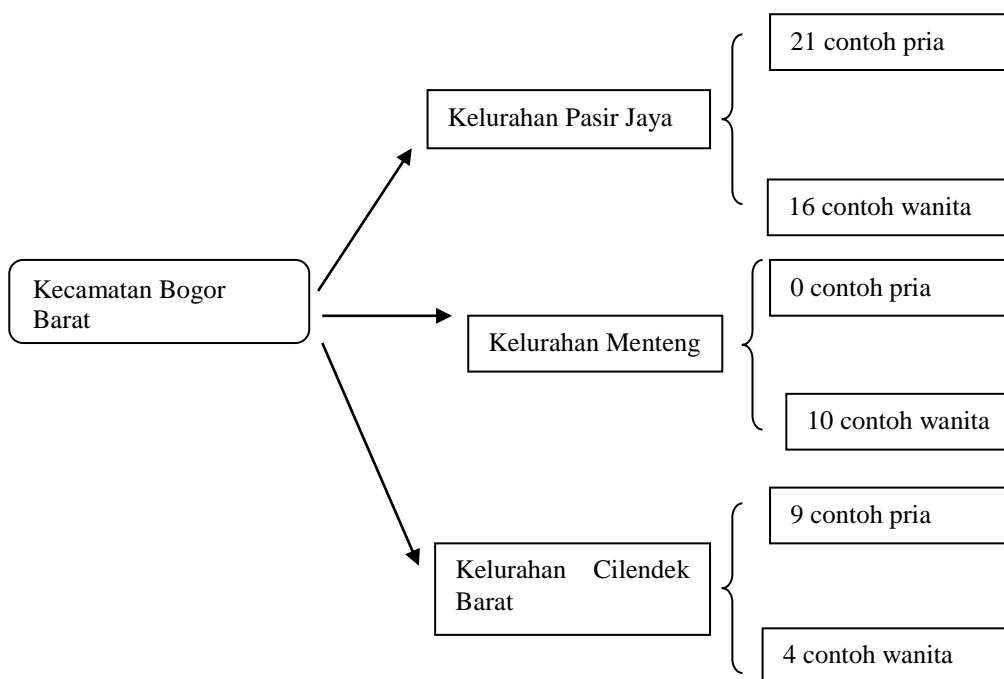 Kecamatan Bogor
Barat
Kelurahan Pasir Jaya
21 contoh pria
16 contoh wanita
Kelurahan Menteng
0 contoh pria
10 contoh wanita
Kelurahan Cilendek
Barat
9 contoh pria
4 contoh wanita